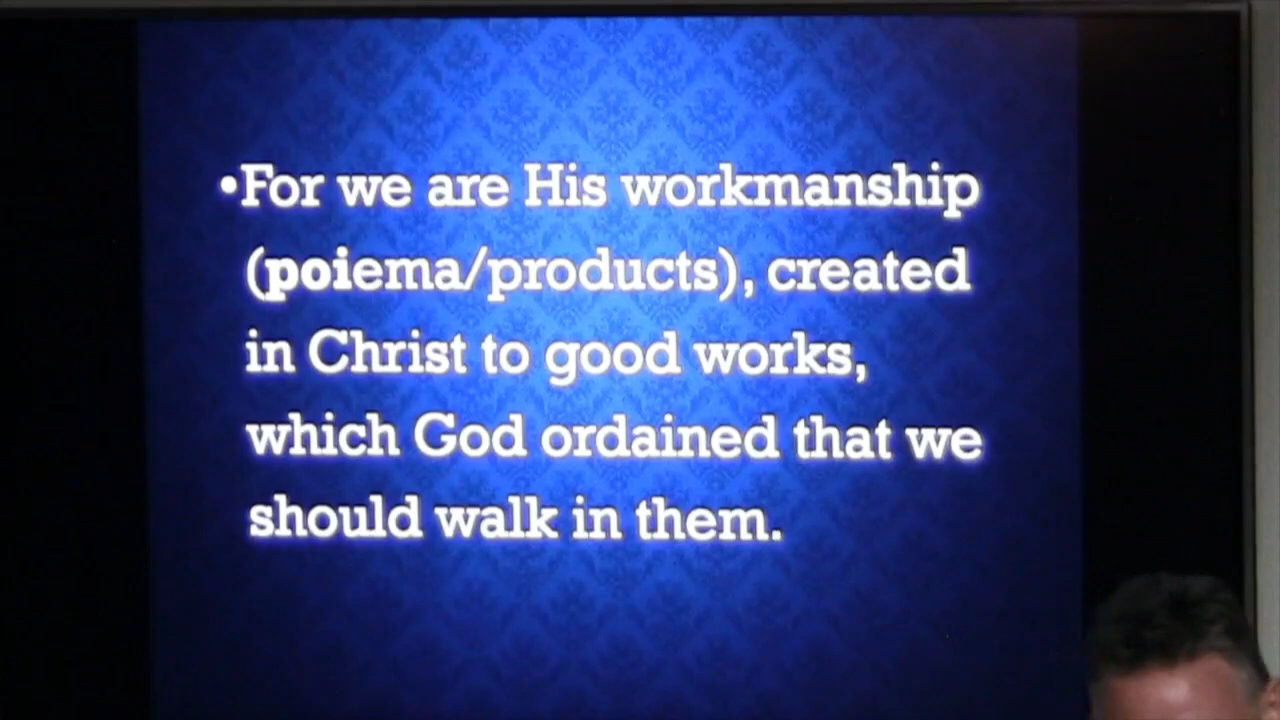 •For we are His workmanship
(poiema/products), created
in Christ to good works,
which God ordained that we
should walk in them.